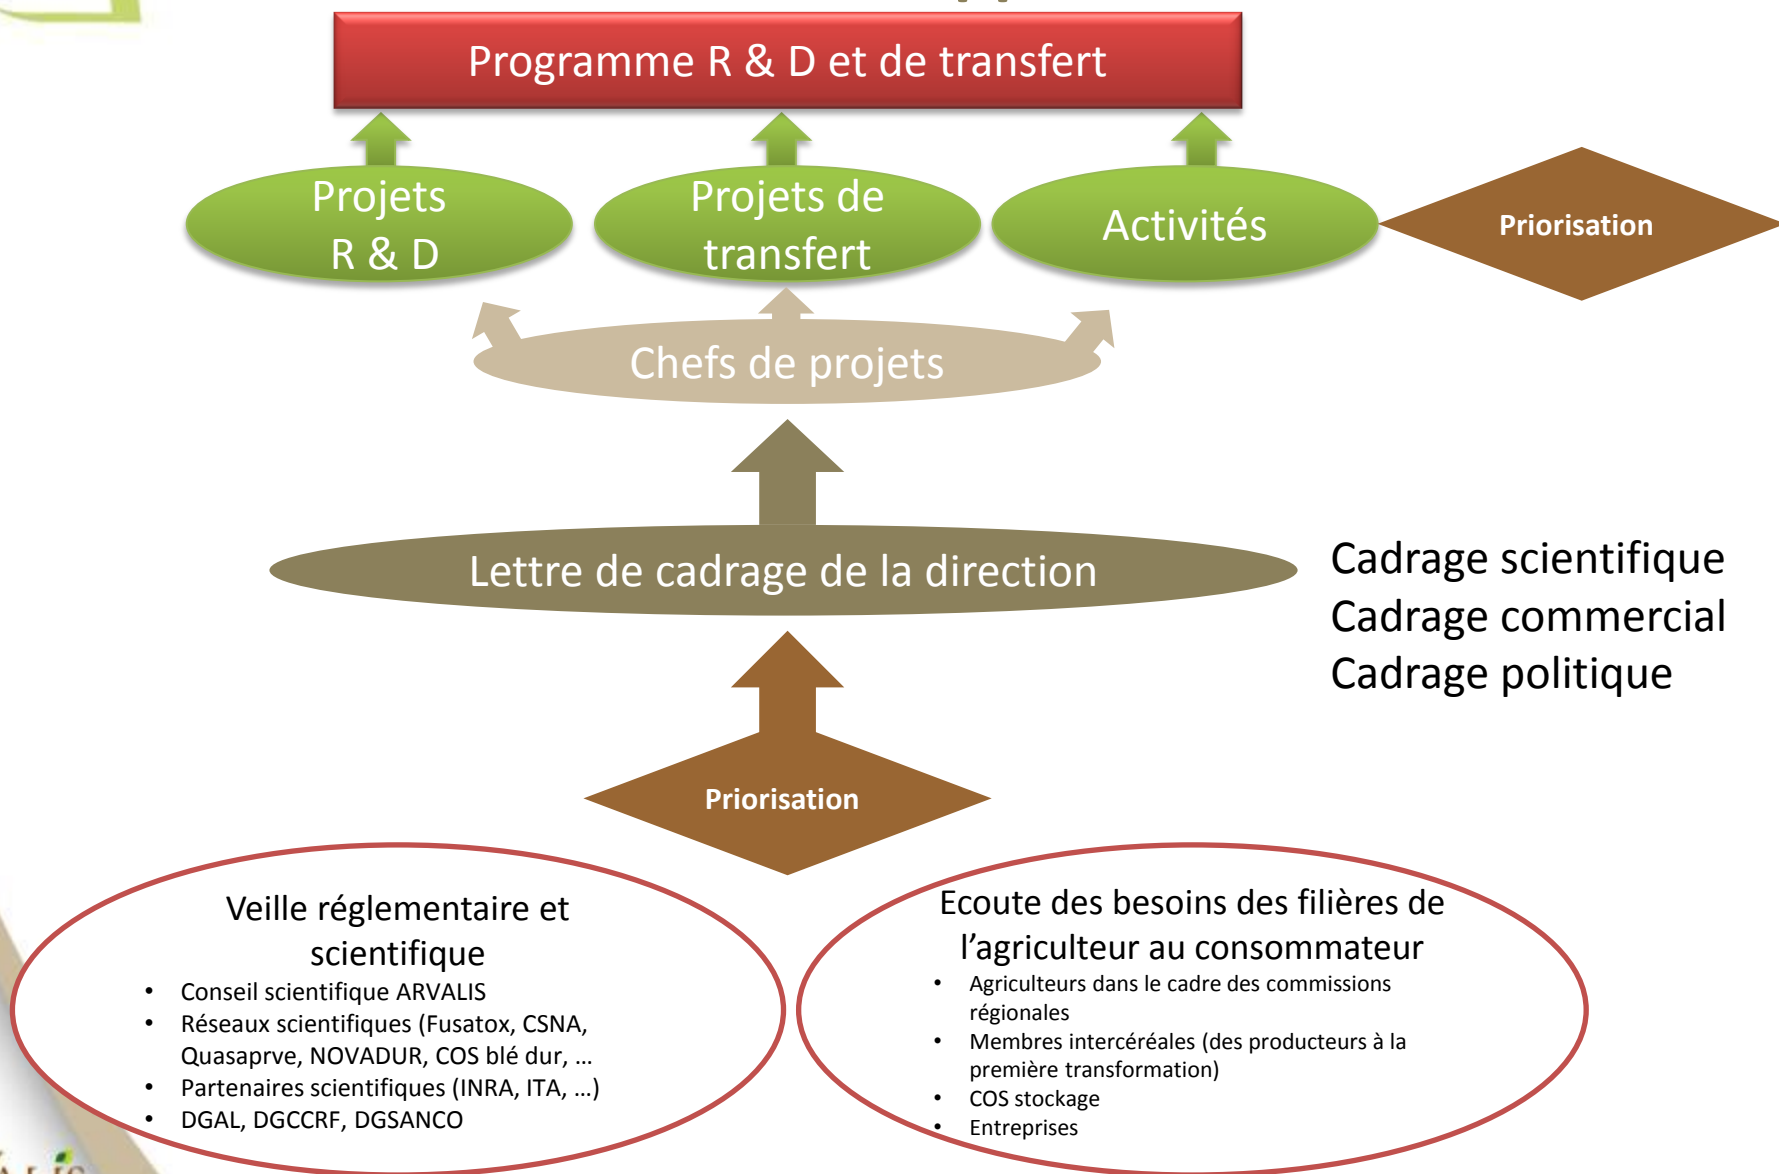 Programme R & D et de transfert
Projets
R & D
Projets de
transfert
Activités
Priorisation
Chefs de projets
Lettre de cadrage de la direction
Cadrage scientifique
Cadrage commercial
Cadrage politique
Priorisation
Veille réglementaire et
scientifique
• Conseil scientifique ARVALIS
• Réseaux scientifiques (Fusatox, CSNA,
Quasaprve, NOVADUR, COS blé dur, ...
• Partenaires scientifiques (INRA, ITA, ...)
• DGAL, DGCCRF, DGSANCO
Ecoute des besoins des filières de
l’agriculteur au consommateur
• Agriculteurs dans le cadre des commissions
régionales
• Membres intercéréales (des producteurs à la
première transformation)
• COS stockage
• Entreprises